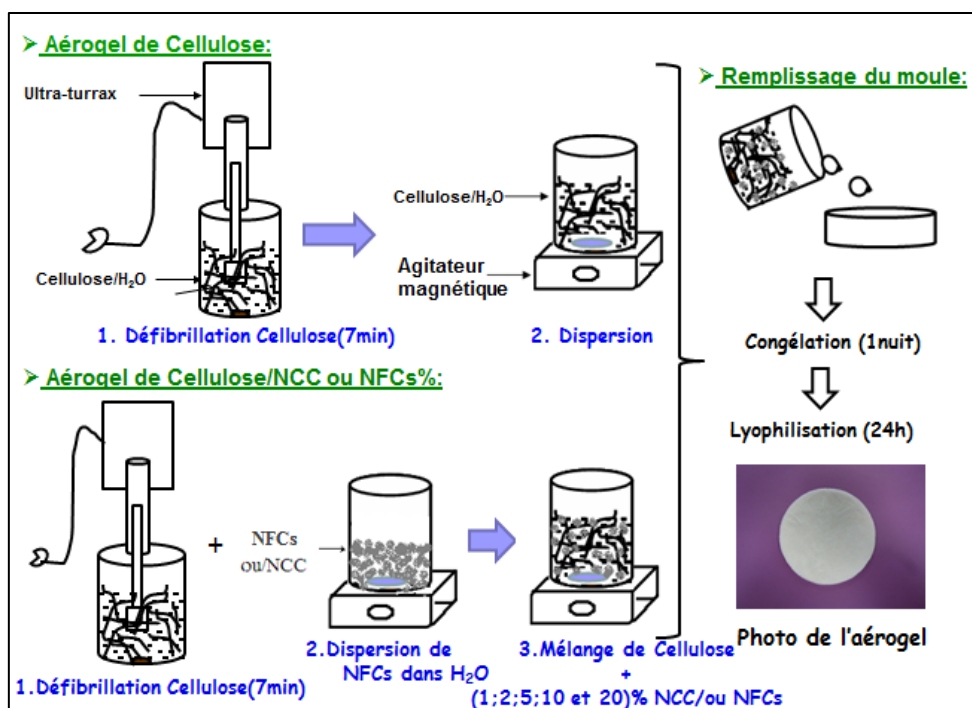 ➢ Aérogel de Cellulose:
Ultra-turrax
Cellulose/H₂O
1. Défibrillation Cellulose(7min)
Cellulose/H₂O
Agitateur
magnétique
2. Dispersion
➢ Aérogel de Cellulose/NCC ou NFCs%:
+
NFCs
ou/NCC
1.Défibrillation Cellulose(7min)
2.Dispersion de
NFCs dans H₂O
3.Mélange de Cellulose
+
(1;2;5;10 et 20)% NCC/ou NFCs
➢ Remplissage du moule:
Congélation (1nuit)
Lyophilisation (24h)
Photo de l'aérogel